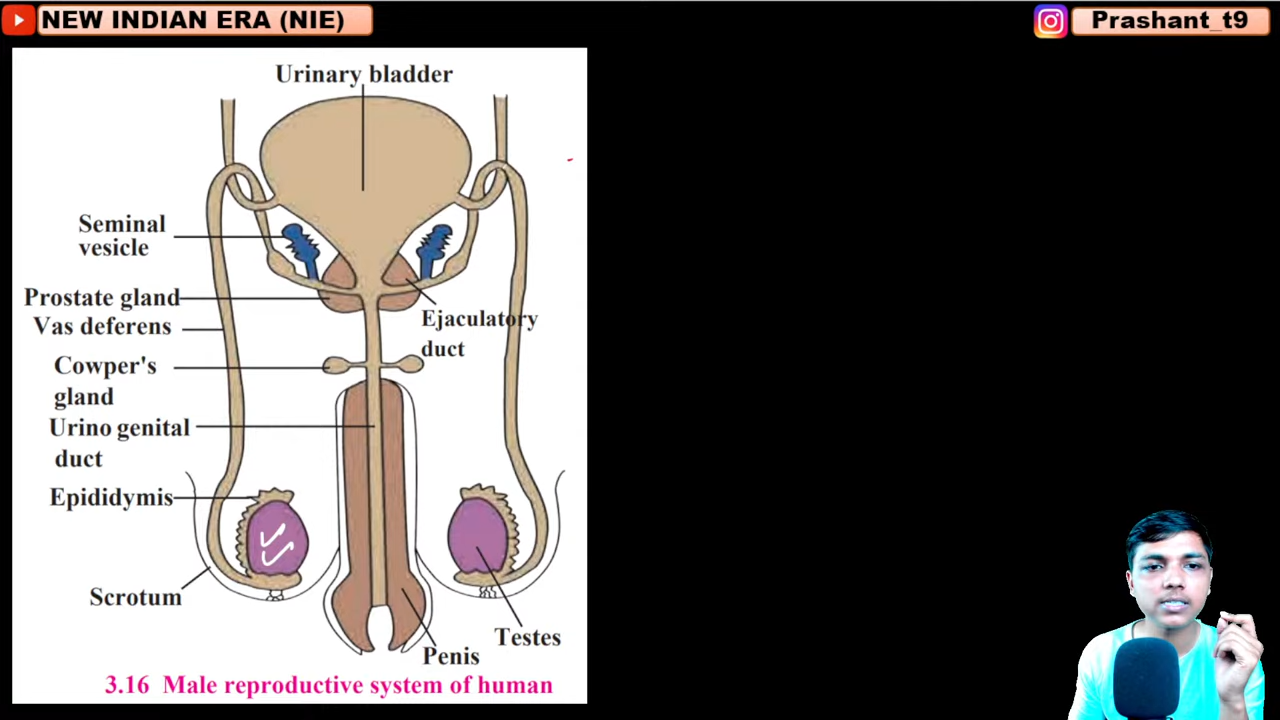 NEW INDIAN ERA (NIE)
Prashant_t9
Urinary bladder
Seminal
vesicle
Prostate gland
Vas deferens
Ejaculatory
duct
Cowper's
gland
Urino genital
duct
Epididymis
Scrotum
Testes
Penis
3.16 Male reproductive system of human